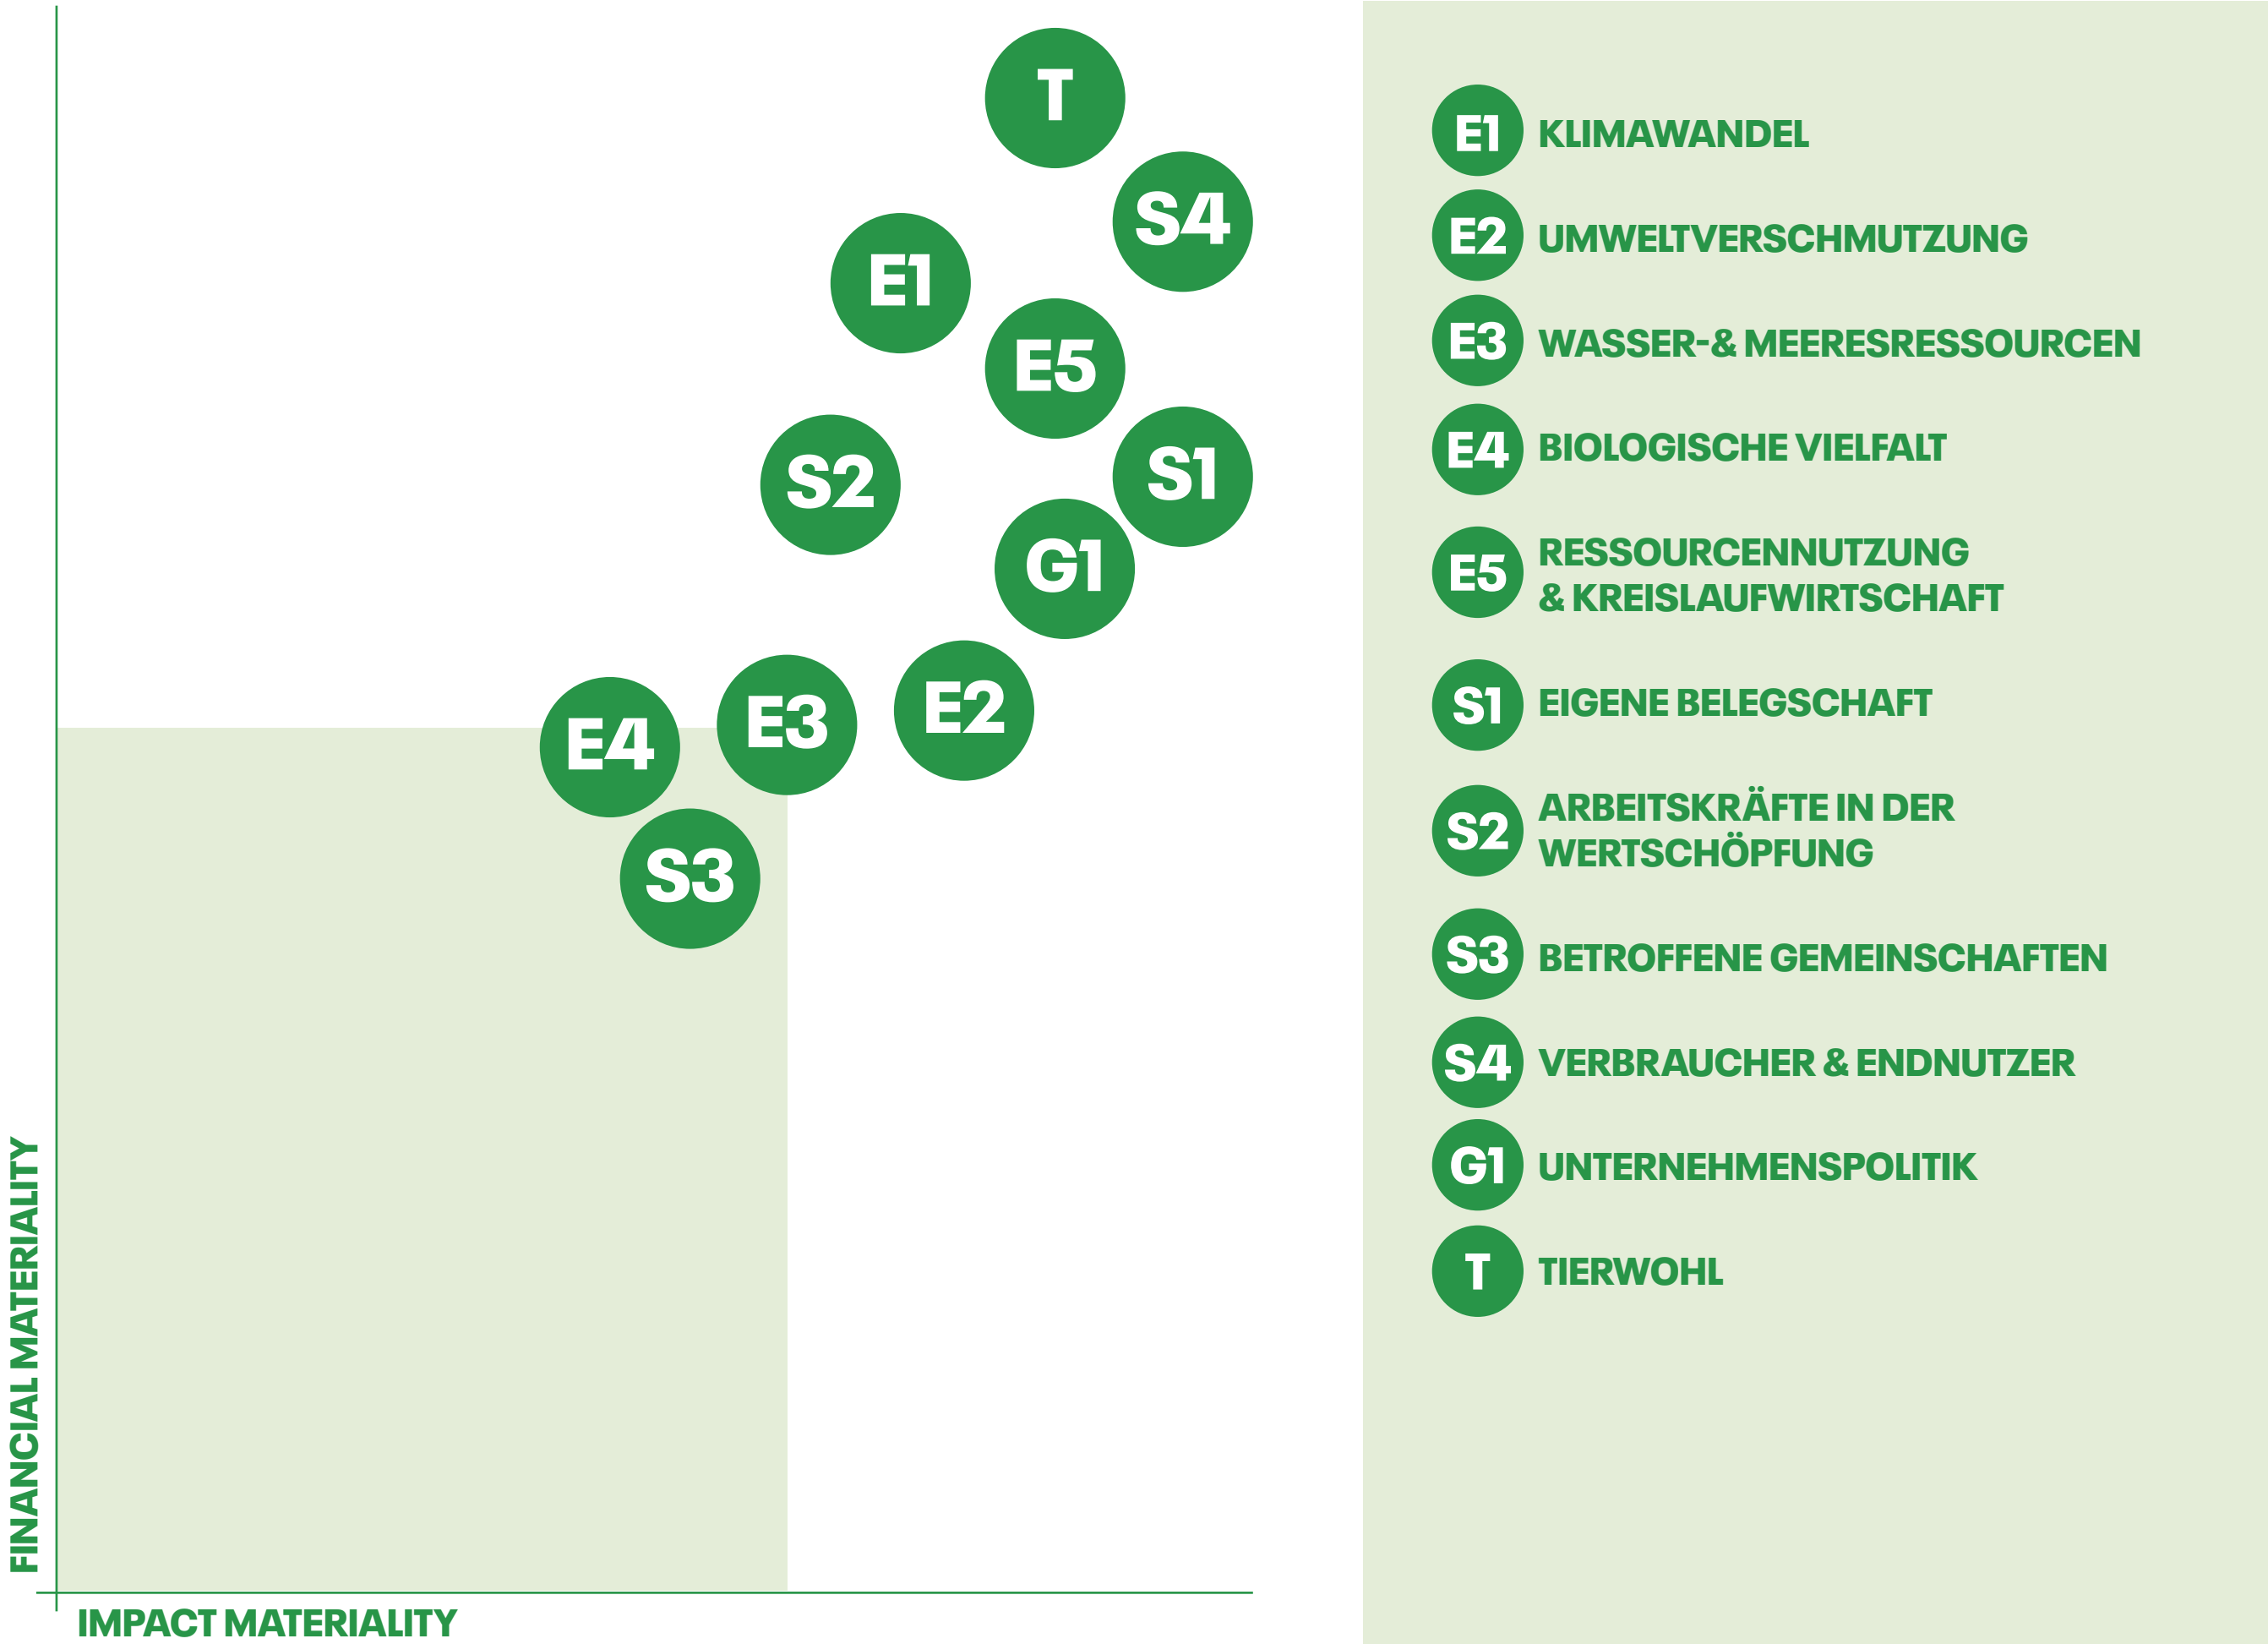 T
S4
E1
E5
S2
S1
G1
E2
E3
E4
S3
FINANCIAL MATERIALITY
IMPACT MATERIALITY
E1 KLIMAWANDEL
E2 UMWELTVERSCHMUTZUNG
E3 WASSER-& MEERESRESSOURCEN
E4 BIOLOGISCHE VIELFALT
E5 RESSOURCENNUTZUNG
& KREISLAUFWIRTSCHAFT
S1 EIGENE BELEGSCHAFT
S2 ARBEITSKRÄFTE IN DER
WERTSCHÖPFUNG
S3 BETROFFENE GEMEINSCHAFTEN
S4 VERBRAUCHER & ENDNUTZER
G1 UNTERNEHMENSPOLITIK
T TIERWOHL